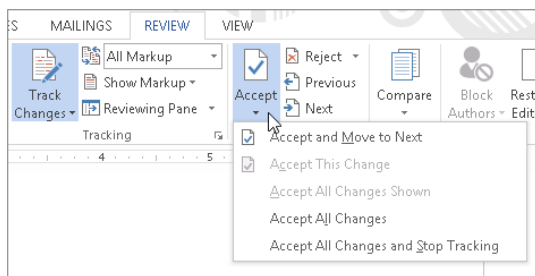 ES MAILINGS REVIEW VIEW
All Markup
Show Markup
Reviewing Pane
Track
Changes
Tracking
Accept
Reject
Previous
Next
Compare
Block
Authors
Rest
Edit
4 5
Accept and Move to Next
Accept This Change
Accept All Changes Shown
Accept All Changes
Accept All Changes and Stop Tracking